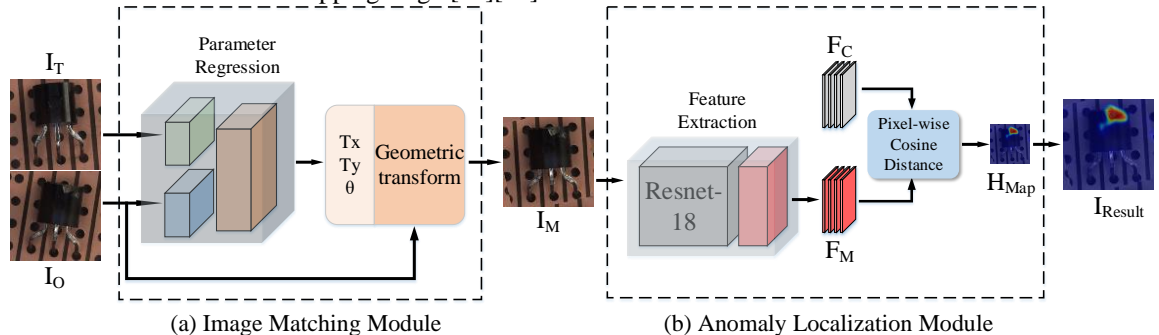 I_T
I_O
Parameter
Regression
Tx
Ty
θ
Geometric
transform
I_M
Feature
Extraction
Resnet-
18
F_C
F_M
Pixel-wise
Cosine
Distance
H_Map
I_Result
(a) Image Matching Module
(b) Anomaly Localization Module